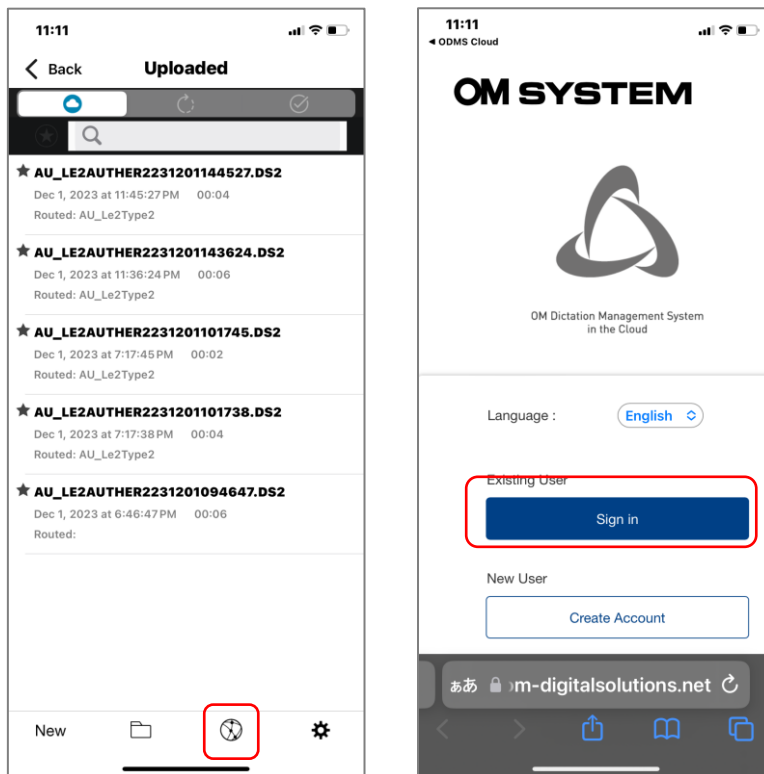 11:11
Back
Uploaded
AU_LE2AUTHER2231201144527.DS2
Dec 1, 2023 at 11:45:27 PM 00:04
Routed: AU_Le2Type2
AU_LE2AUTHER2231201143624.DS2
Dec 1, 2023 at 11:36:24 PM 00:06
Routed: AU_Le2Type2
AU_LE2AUTHER2231201101745.DS2
Dec 1, 2023 at 7:17:45 PM 00:02
Routed: AU_Le2Type2
AU_LE2AUTHER2231201101738.DS2
Dec 1, 2023 at 7:17:38 PM 00:04
Routed: AU_Le2Type2
AU_LE2AUTHER2231201094647.DS2
Dec 1, 2023 at 6:46:47 PM 00:06
Routed:
New
11:11
ODMS Cloud
OM SYSTEM
OM Dictation Management System
in the Cloud
Language :
English
Existing User
Sign in
New User
Create Account
ぁあ m-digitalsolutions.net